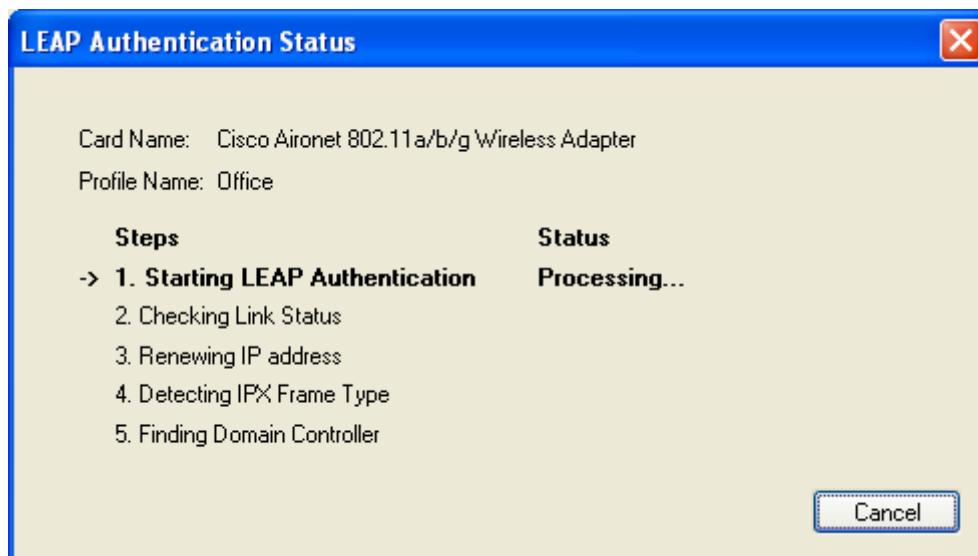 LEAP Authentication Status
Card Name: Cisco Aironet 802.11a/b/g Wireless Adapter
Profile Name: Office
Steps Status
-> 1. Starting LEAP Authentication Processing...
2. Checking Link Status
3. Renewing IP address
4. Detecting IPX Frame Type
5. Finding Domain Controller
Cancel